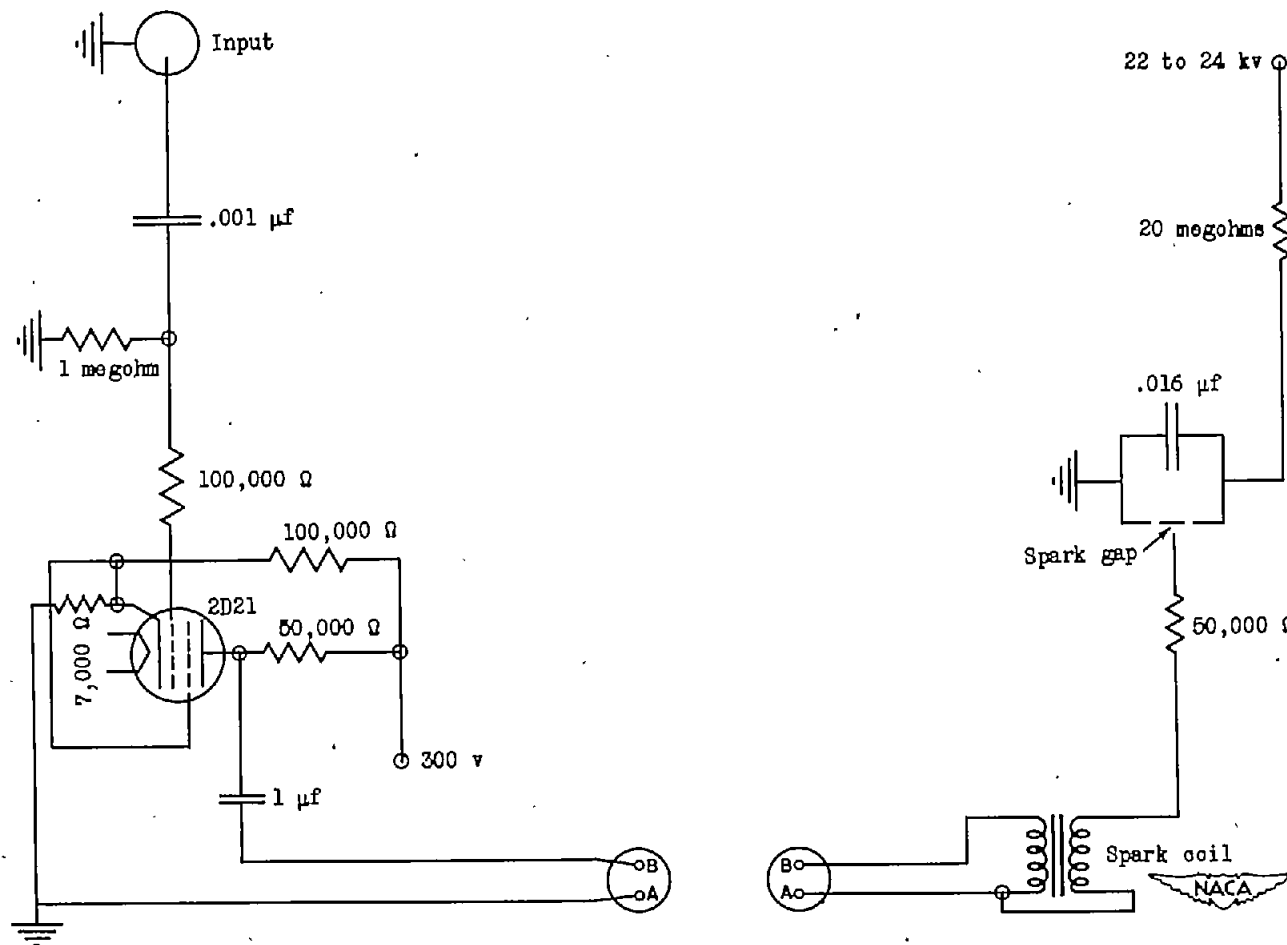 Input
22 to 24 kv
.001 µf
20 megohms
1 megohm
.016 µf
100,000 Ω
100,000 Ω
Spark gap
2D21
50,000 Ω
7,000 Ω
50,000 Ω
300 v
1 µf
B
A
B
A
Spark coil
NACA